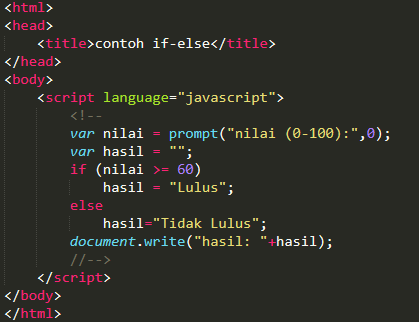 <html>
<head>
<title>contoh if-else</title>
</head>
<body>
<script language="javascript">
<!--
var nilai = prompt("nilai (0-100):",0);
var hasil = "";
if (nilai >= 60)
hasil = "Lulus";
else
hasil="Tidak Lulus";
document.write("hasil: "+hasil);
//-->
</script>
</body>
</html>